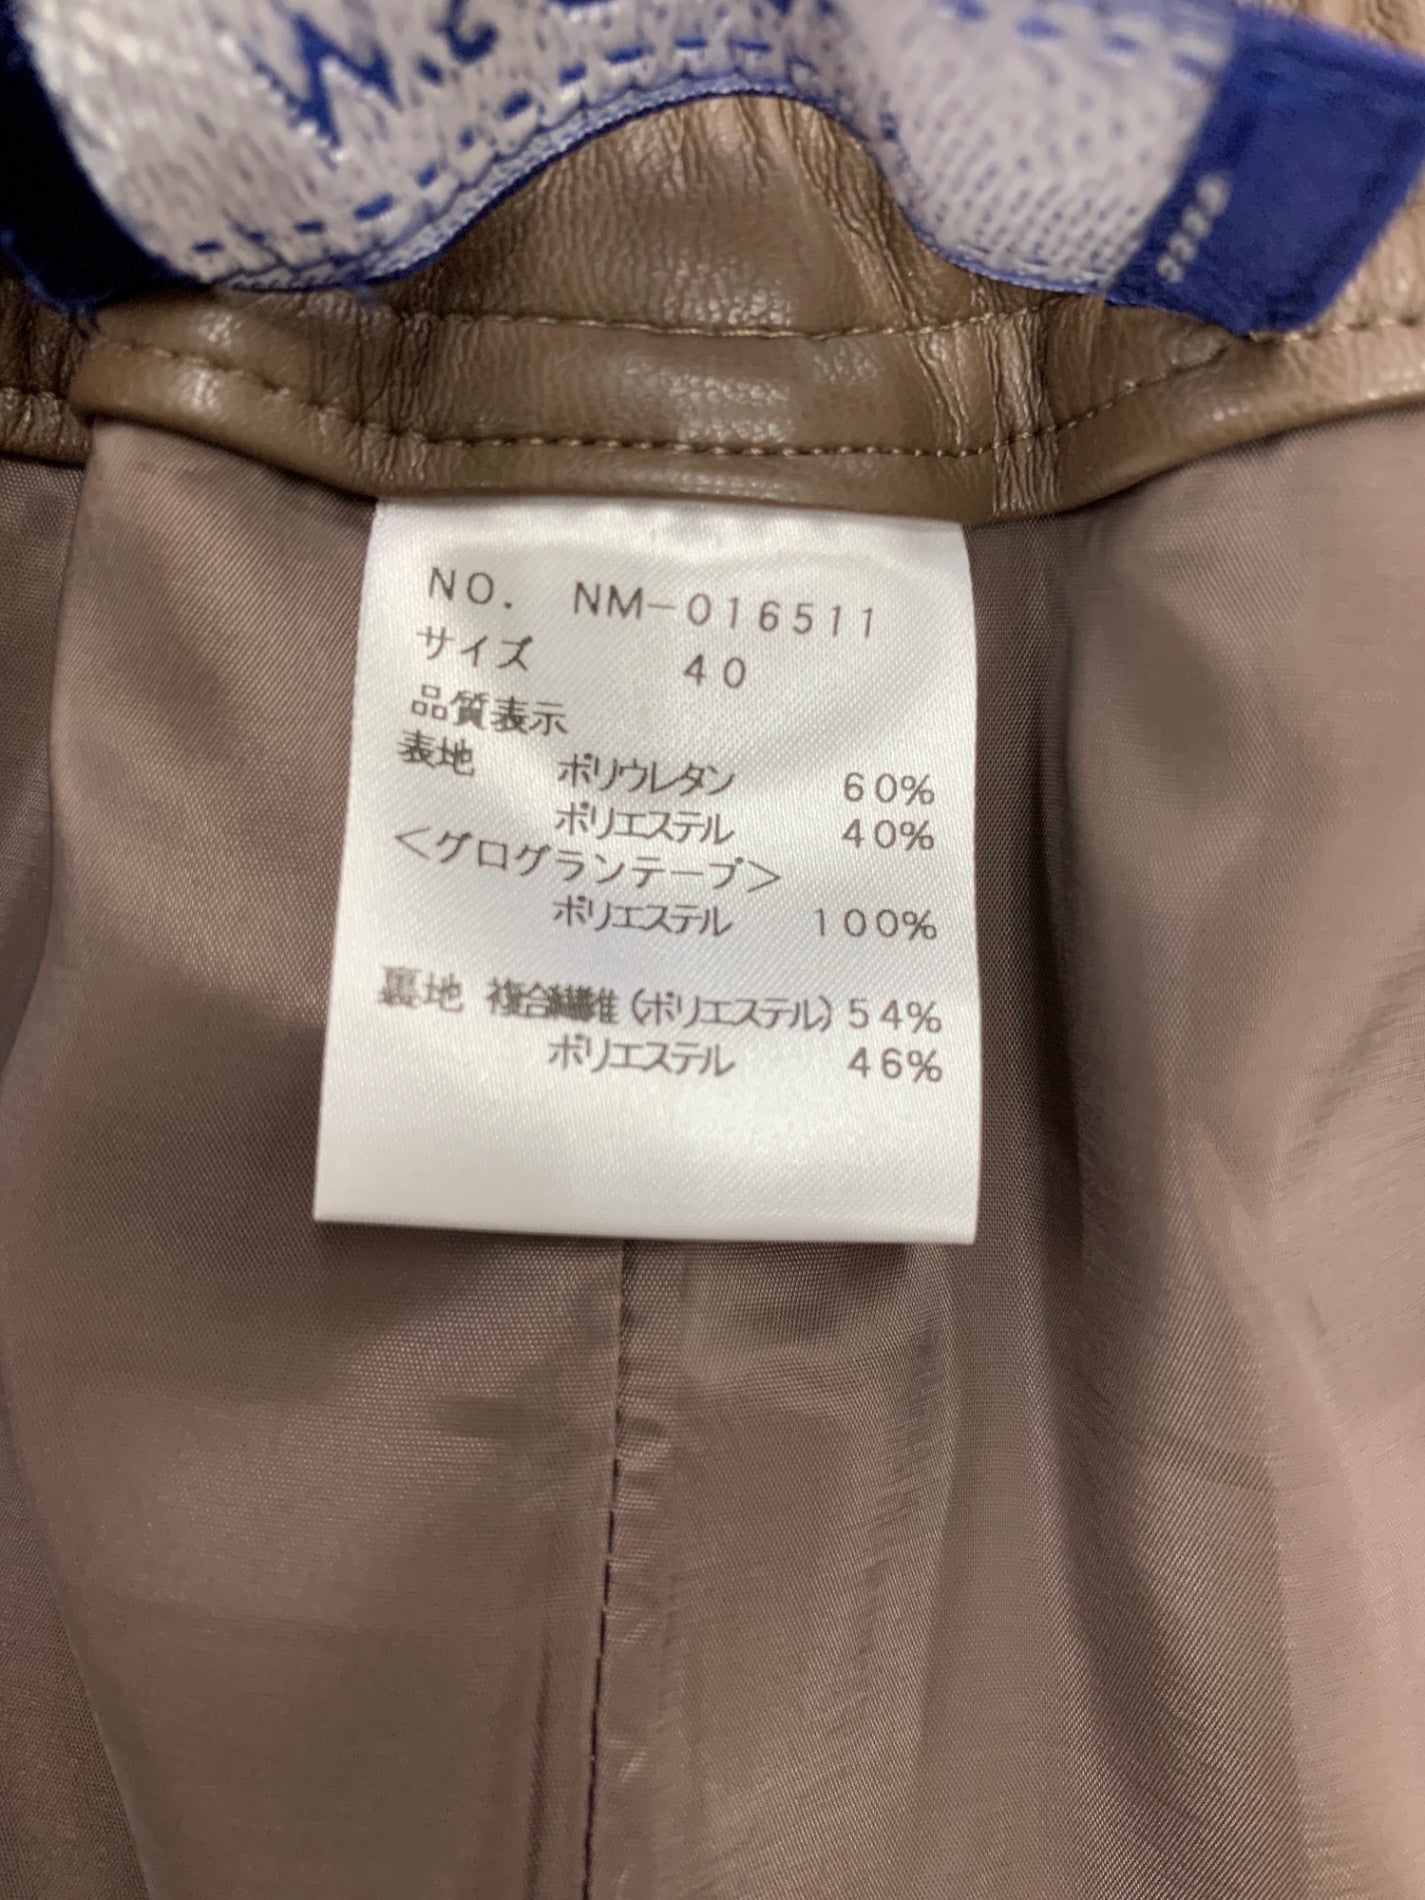 NO. NM-016511
サイズ 40
品質表示
表地 ポリウレタン 60%
ポリエステル 40%
<グログランテープ>
ポリエステル 100%
裏地 複合繊維(ポリエステル)54%
ポリエステル 46%